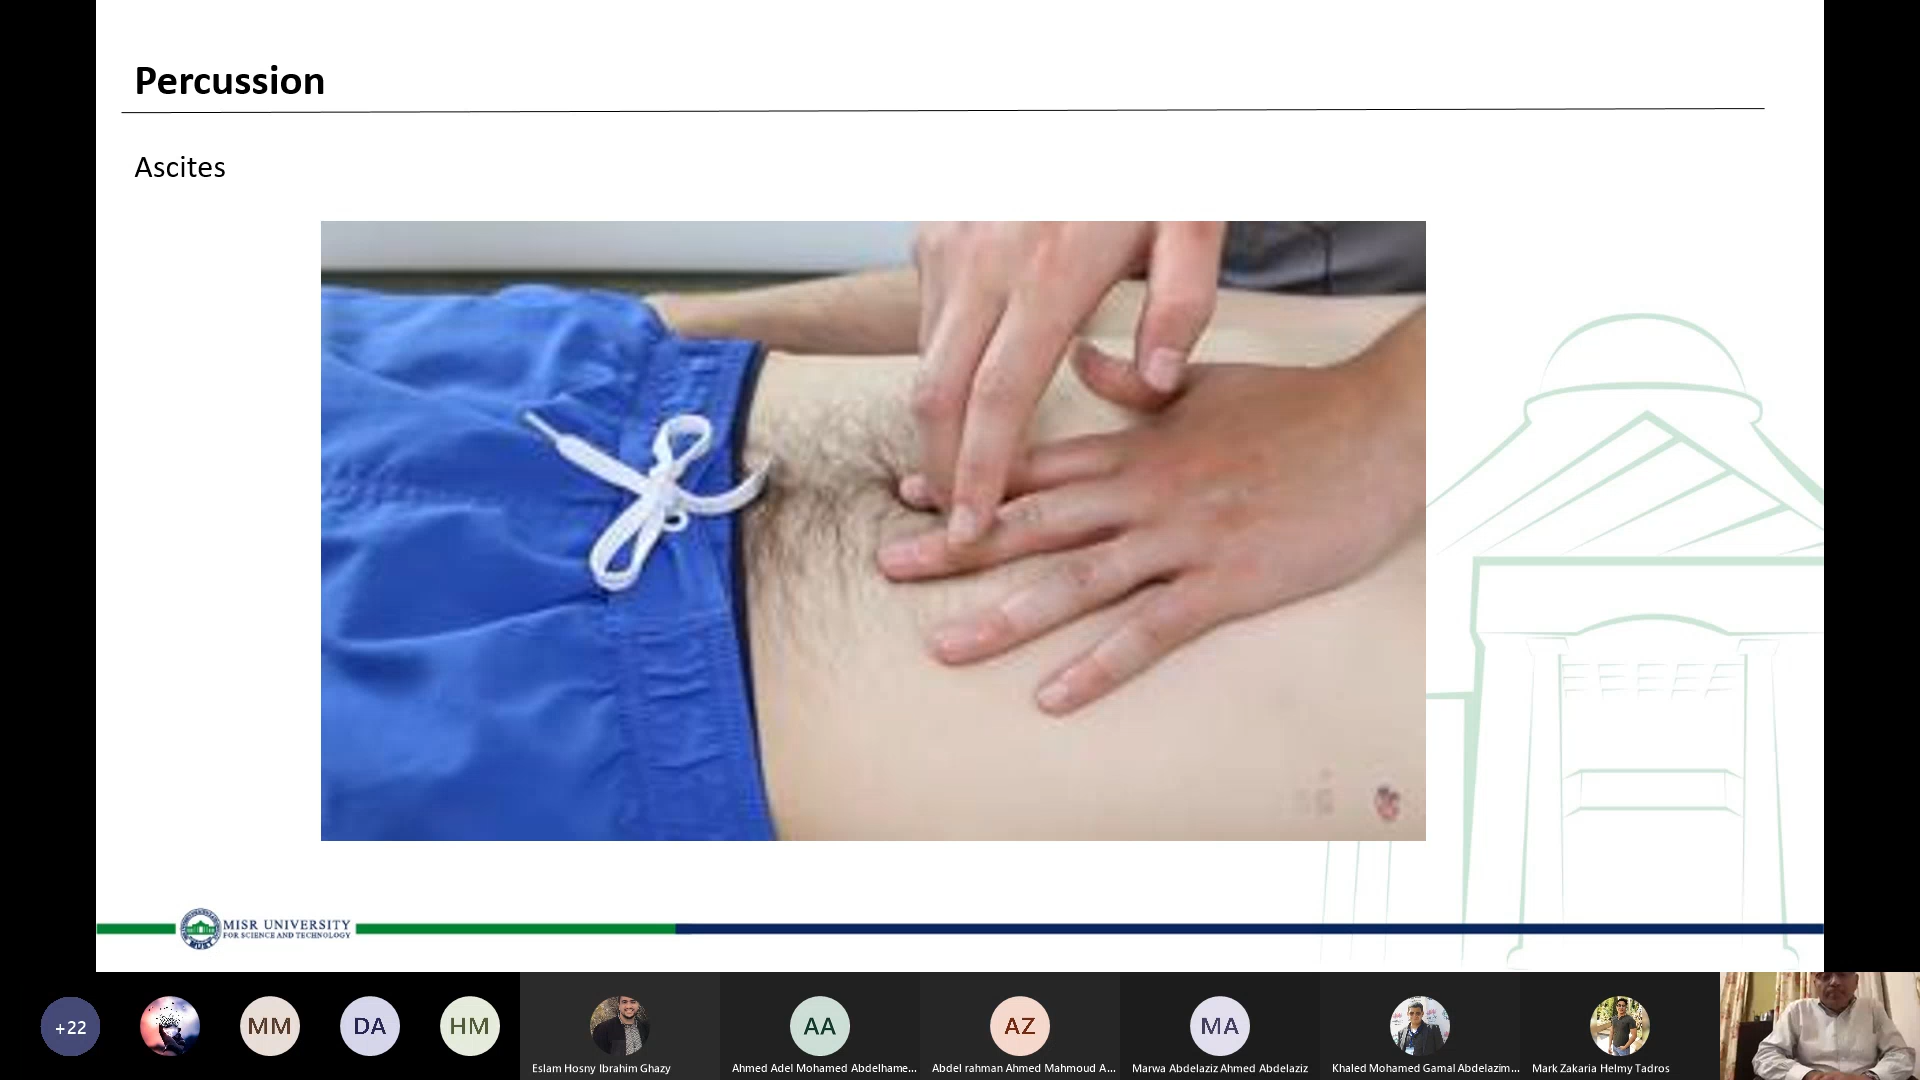 Percussion
Ascites
MISR UNIVERSITY
FOR SCIENCE AND TECHNOLOGY
+22
MM
DA
HM
AA
AZ
MA
Eslam Hosny Ibrahim Ghazy
Ahmed Adel Mohamed Abdelhame...
Abdel rahman Ahmed Mahmoud A...
Marwa Abdelaziz Ahmed Abdelaziz
Khaled Mohamed Gamal Abdelazim...
Mark Zakaria Helmy Tadros